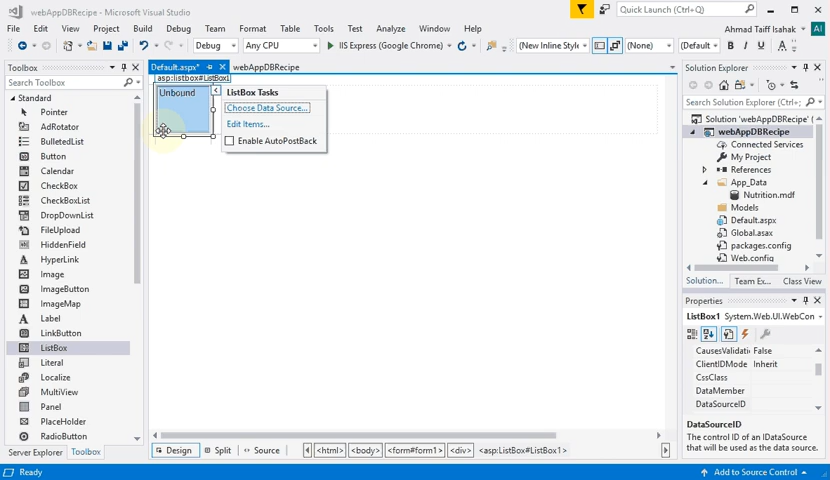 webAppDBRecipe* - Microsoft Visual Studio
Quick Launch (Ctrl+Q)
File Edit View Project Build Debug Team Format Table Tools Test Analyze Window Help
Ahmad Taiff Isahak AI
Debug Any CPU IIS Express (Google Chrome) (New Inline Style) (None) (Default B I U A
Toolbox
Search Toolbox
Standard
Pointer
AdRotator
BulletedList
Button
Calendar
CheckBox
CheckBoxList
DropDownList
FileUpload
HiddenField
HyperLink
Image
ImageButton
ImageMap
Label
LinkButton
ListBox
Literal
Localize
MultiView
Panel
PlaceHolder
RadioButton
Server Explorer Toolbox
Default.aspx* webAppDBRecipe
asp:listbox#ListBox1
Unbound
ListBox Tasks
Choose Data Source...
Edit Items...
Enable AutoPostBack
Design Split Source <html> <body> <form#form1> <div> <asp:ListBox#ListBox1>
Solution Explorer
Search Solution Explorer (Ctrl+;)
Solution 'webAppDBRecipe' (
webAppDBRecipe
Connected Services
My Project
References
App_Data
Nutrition.mdf
Models
Default.aspx
Global.asax
packages.config
Web.config
Solution... Team Ex... Class View
Properties
ListBox1 System.Web.UI.WebCon
CausesValidatio False
ClientIDMode Inherit
CssClass
DataMember
DataSourceID
DataSourceID
The control ID of an IDataSource
that will be used as the data source.
Ready
Add to Source Control